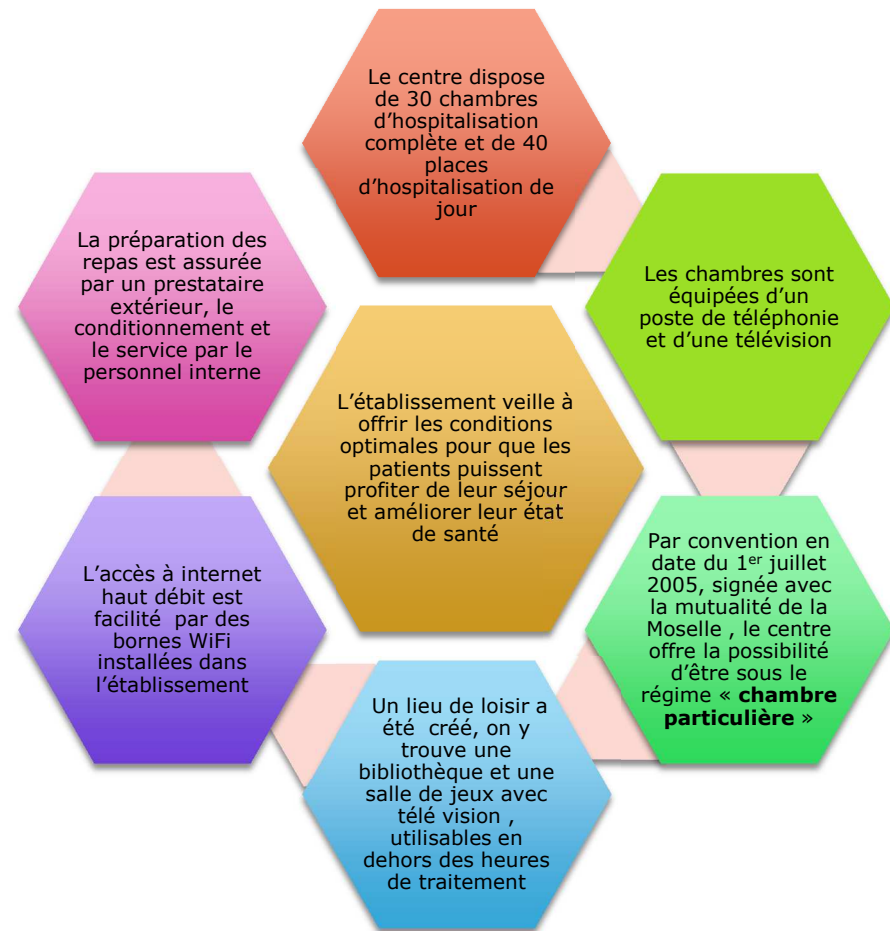 Le centre dispose
de 30 chambres
d’hospitalisation
complète et de 40
places
d’hospitalisation de
jour
Les chambres sont
équipées d’un
poste de téléphonie
et d’une télévision
Par convention en
date du 1er juillet
2005, signée avec
la mutualité de la
Moselle , le centre
offre la possibilité
d’être sous le
régime « chambre
particulière »
Un lieu de loisir a
été créé, on y
trouve une
bibliothèque et une
salle de jeux avec
télé vision ,
utilisables en
dehors des heures
de traitement
L’accès à internet
haut débit est
facilité par des
bornes WiFi
installées dans
l’établissement
La préparation des
repas est assurée
par un prestataire
extérieur, le
conditionnement et
le service par le
personnel interne
L’établissement veille à
offrir les conditions
optimales pour que les
patients puissent
profiter de leur séjour
et améliorer leur état
de santé